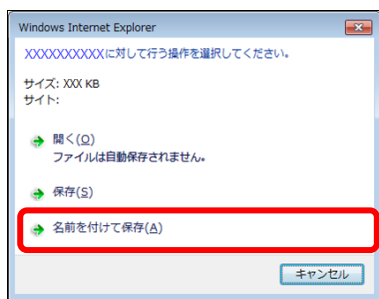 Windows Internet Explorer
XXXXXXXXXXに対して行う操作を選択してください。
サイズ: XXX KB
サイト:
開く(O)
ファイルは自動保存されません。
保存(S)
名前を付けて保存(A)
キャンセル